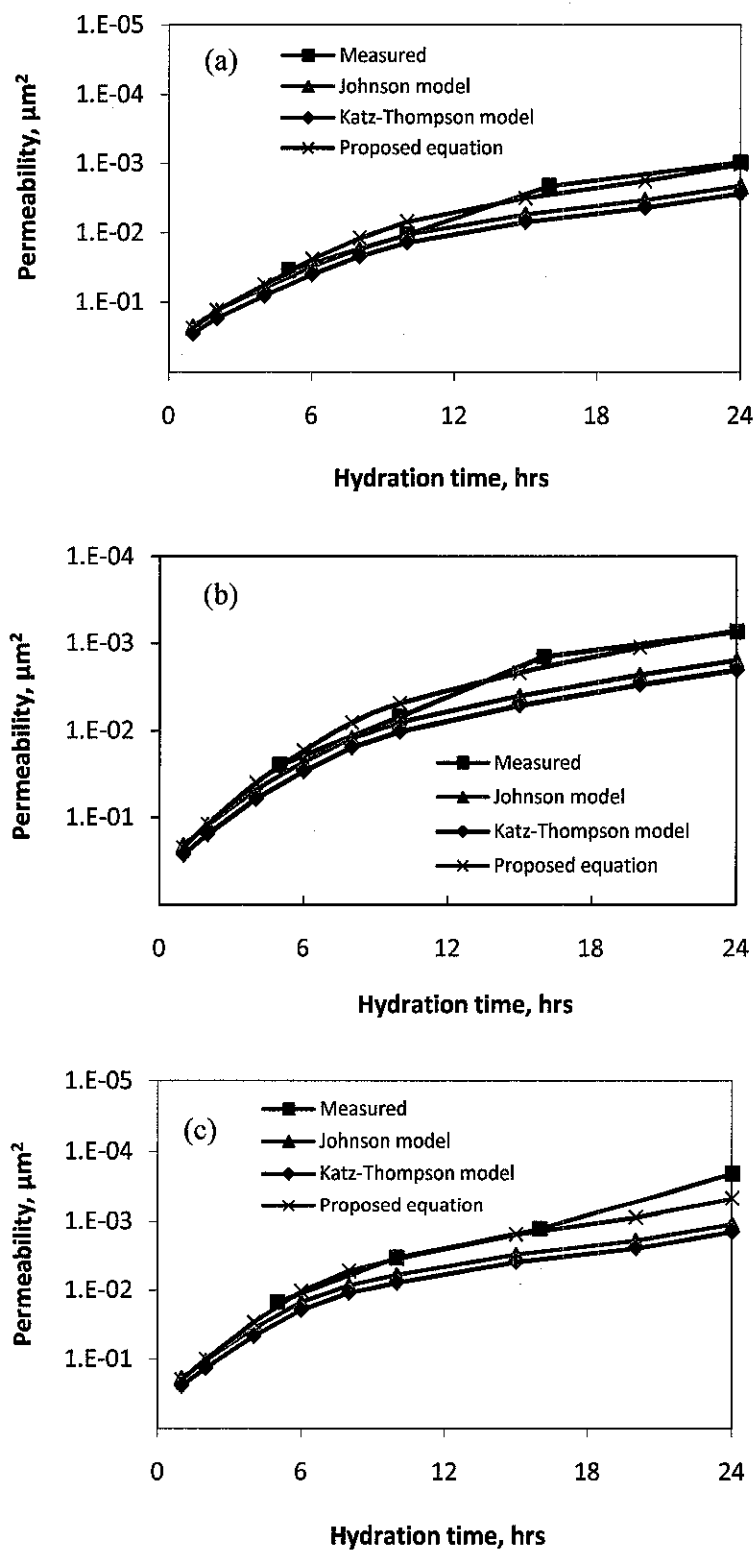 1.E-05
(a)
Measured
Johnson model
Katz-Thompson model
Proposed equation
1.E-04
1.E-03
1.E-02
1.E-01
Permeability, μm²
0 6 12 18 24
Hydration time, hrs
1.E-04
(b)
1.E-03
1.E-02
1.E-01
Permeability, μm²
Measured
Johnson model
Katz-Thompson model
Proposed equation
0 6 12 18 24
Hydration time, hrs
1.E-05
(c)
Measured
Johnson model
Katz-Thompson model
Proposed equation
1.E-04
1.E-03
1.E-02
1.E-01
Permeability, μm²
0 6 12 18 24
Hydration time, hrs